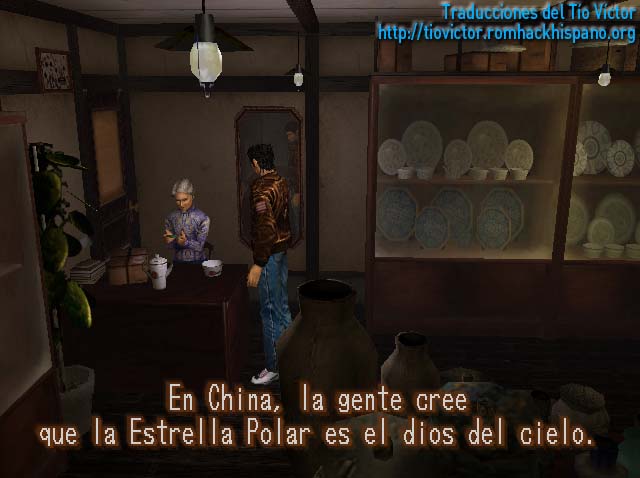 Traducciones del Tío Victor
http://tiovictor.romhackhispano.org
En China, la gente cree
que la Estrella Polar es el dios del cielo.